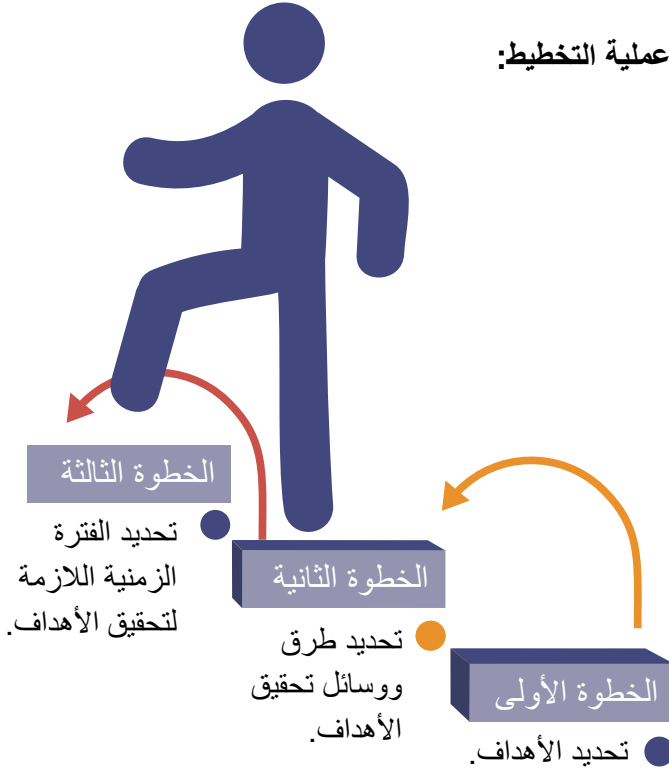 عملية التخطيط:
الخطوة الأولى
تحديد الأهداف.
الخطوة الثانية
تحديد طرق
ووسائل تحقيق
الأهداف.
الخطوة الثالثة
تحديد الفترة
الزمنية اللازمة
لتحقيق الأهداف.